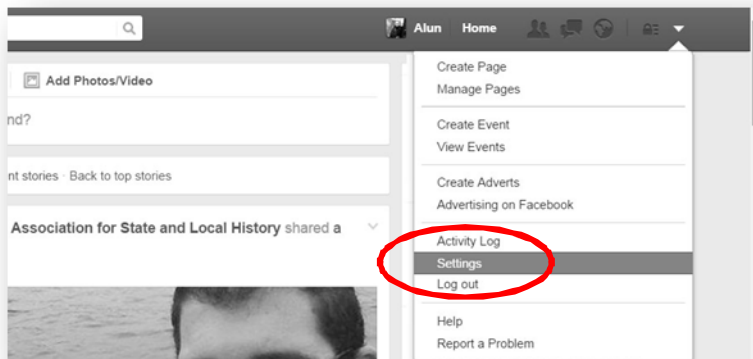 Alun Home
Add Photos/Video
nd?
nt stories · Back to top stories
Association for State and Local History shared a
Create Page
Manage Pages
Create Event
View Events
Create Adverts
Advertising on Facebook
Activity Log
Settings
Log out
Help
Report a Problem